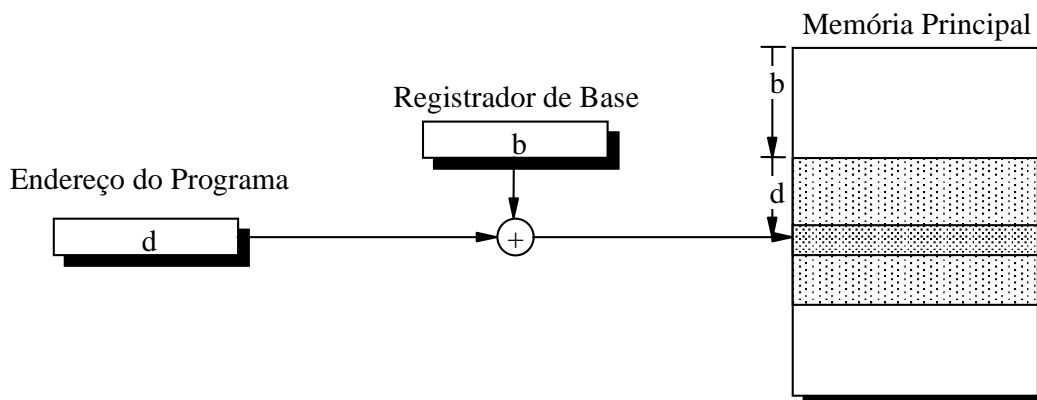 Memória Principal
b
Registrador de Base
b
Endereço do Programa
d
d
+